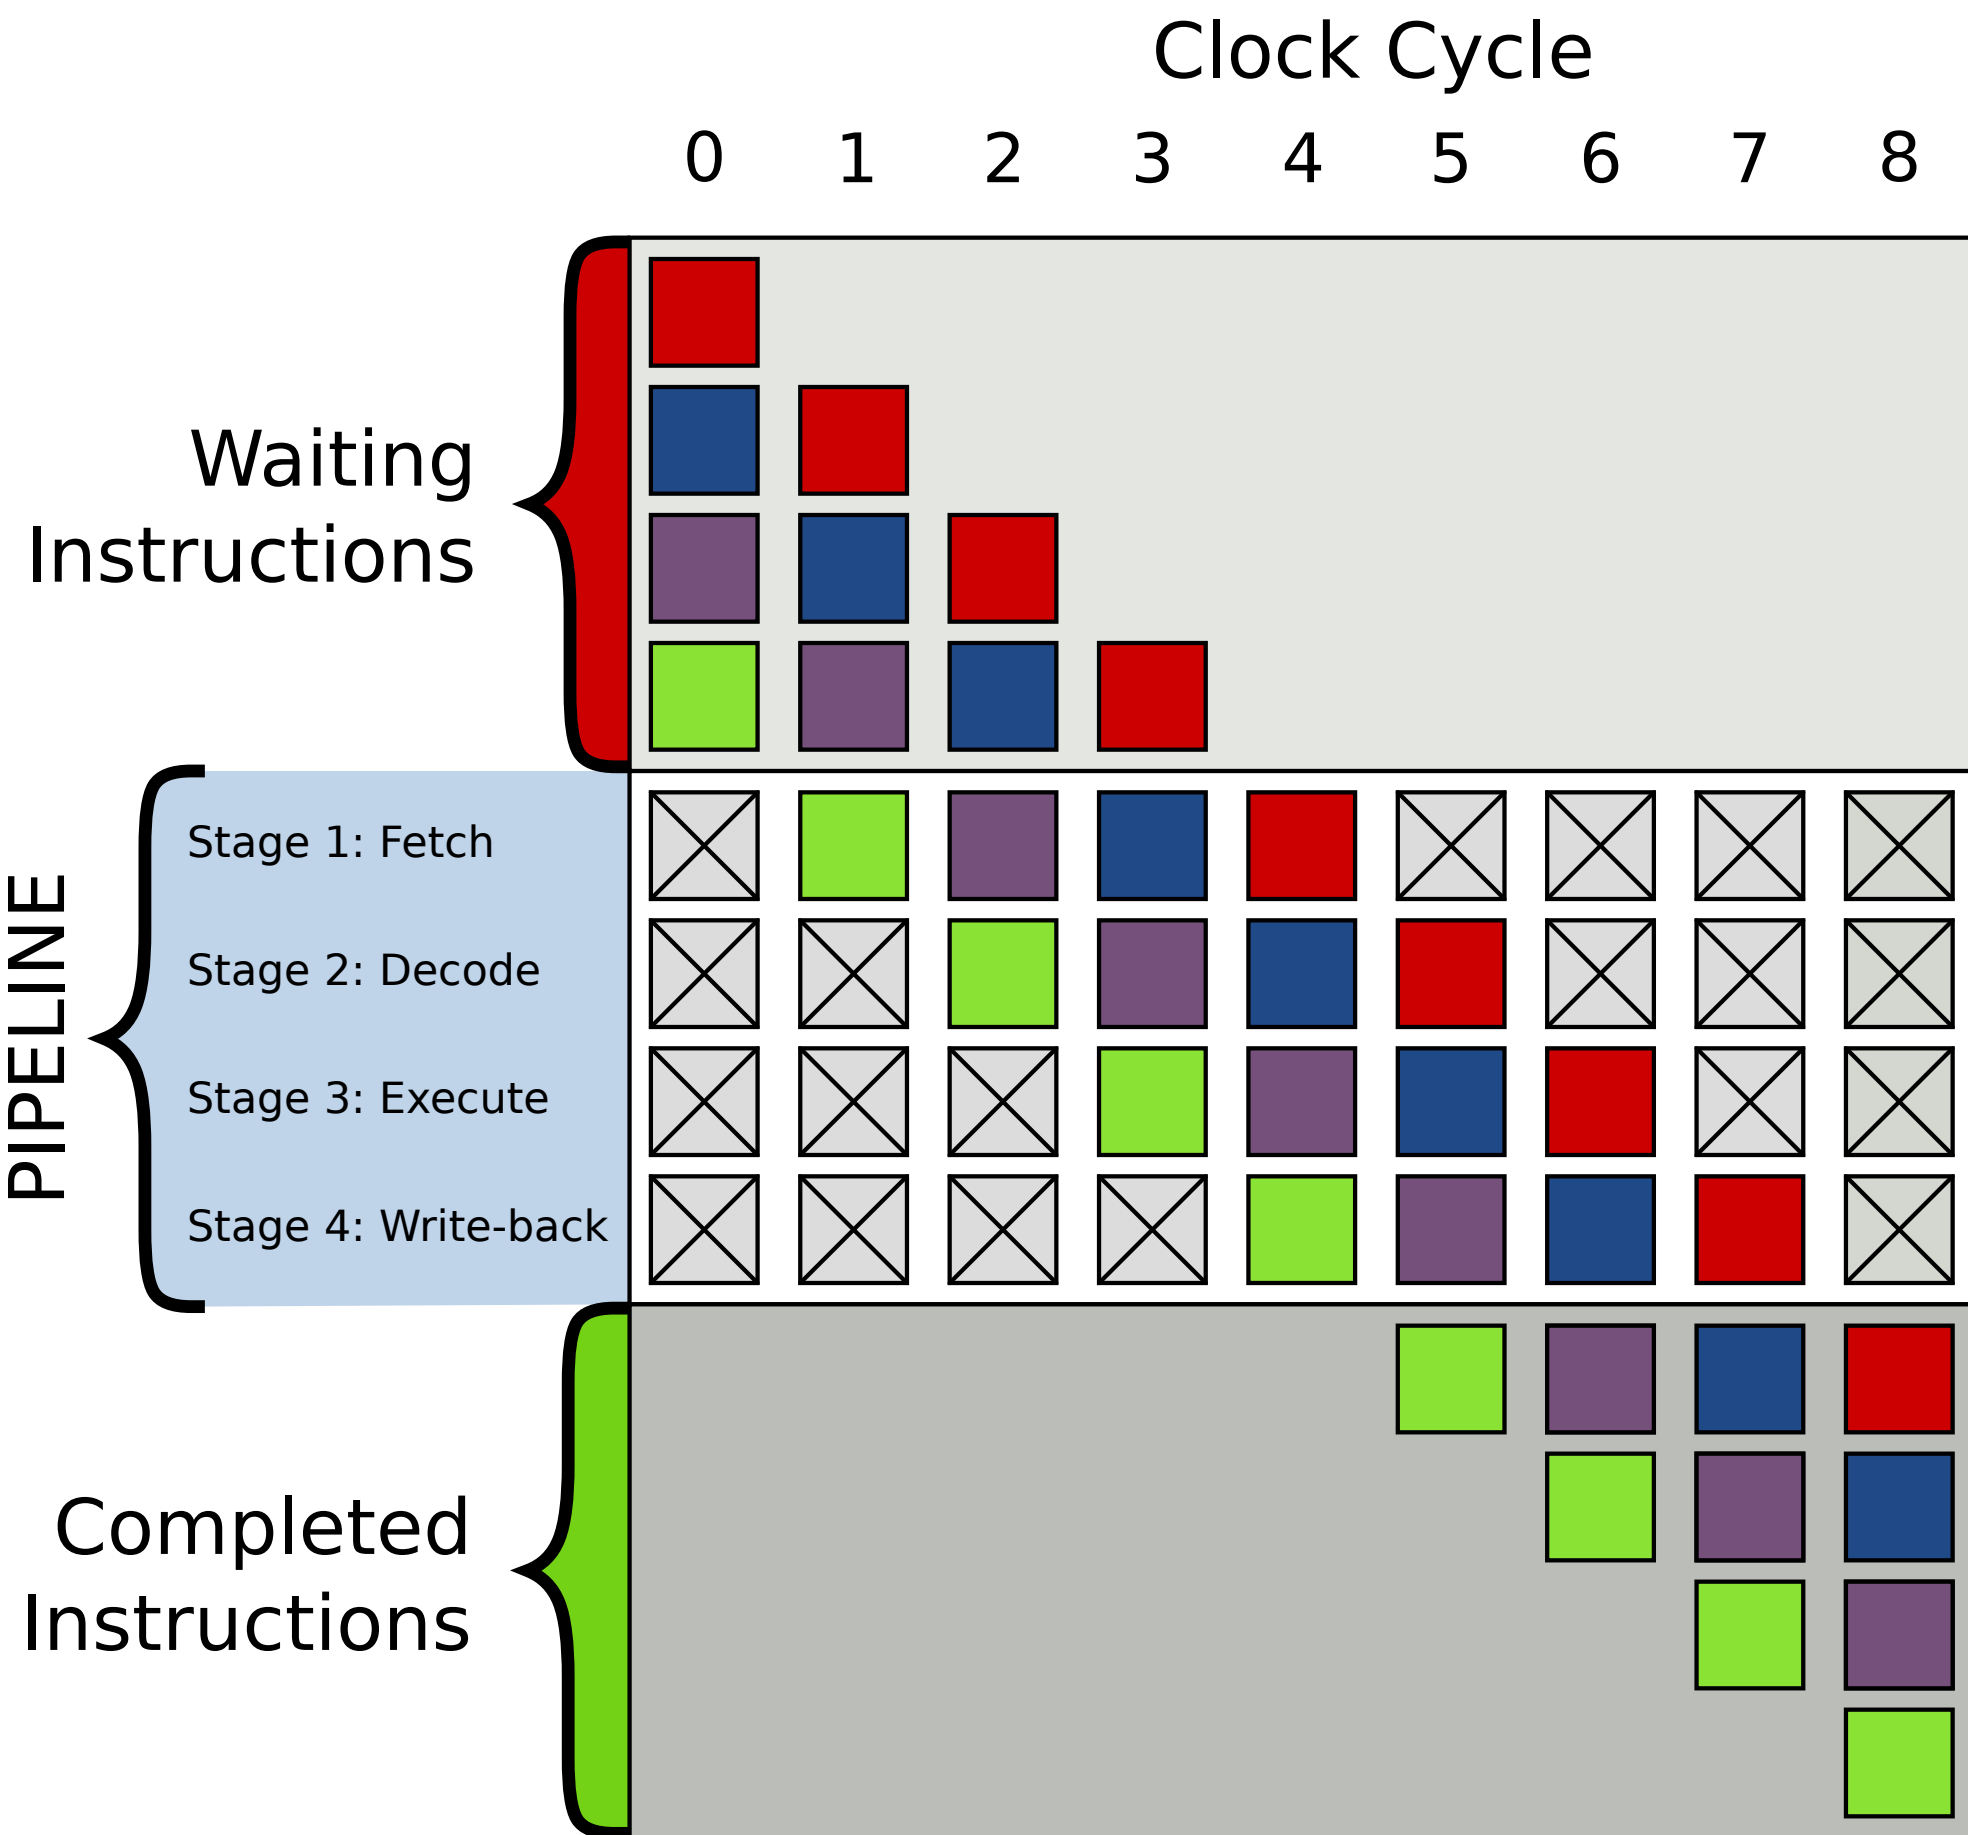 Clock Cycle
0 1 2 3 4 5 6 7 8
Waiting
Instructions
PIPELINE
Stage 1: Fetch
Stage 2: Decode
Stage 3: Execute
Stage 4: Write-back
Completed
Instructions